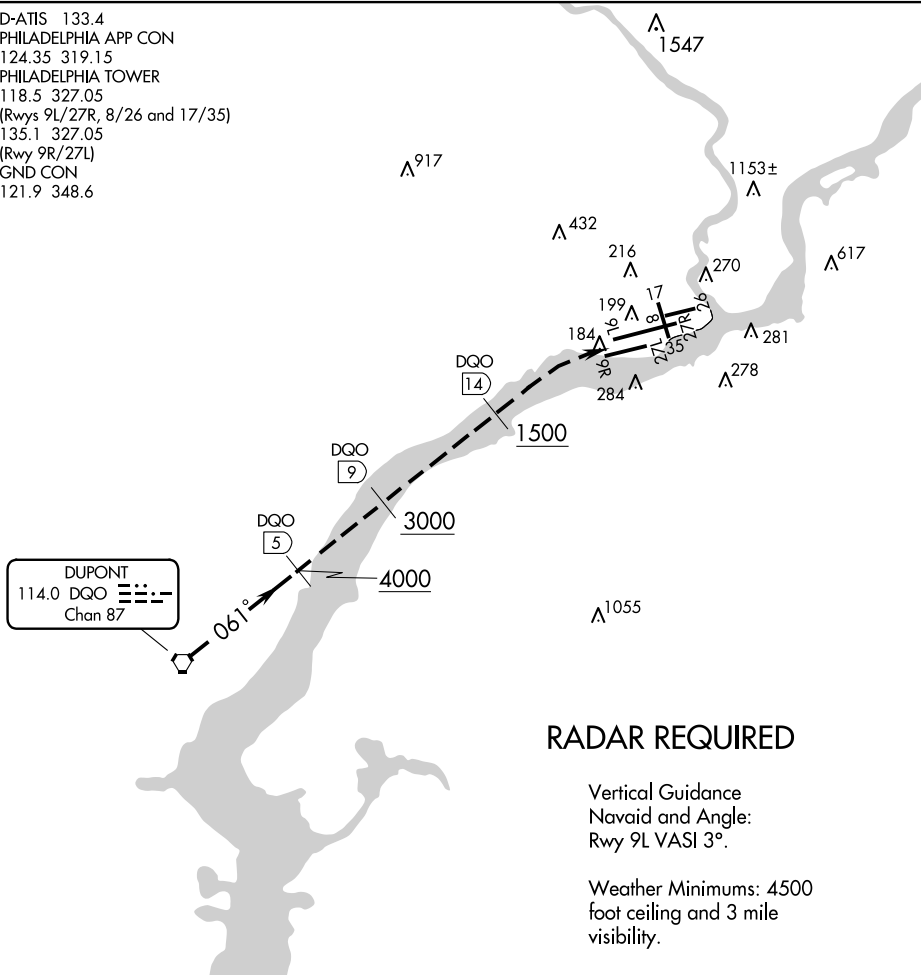 D-ATIS 133.4
PHILADELPHIA APP CON
124.35 319.15
PHILADELPHIA TOWER
118.5 327.05
(Rwys 9L/27R, 8/26 and 17/35)
135.1 327.05
(Rwy 9R/27L)
GND CON
121.9 348.6
1547
917
1153±
432
216
270
617
199
17
26
184
9L
8
27R
281
9R
27L
35
284
278
DQO
14
1500
DQO
9
3000
DQO
5
4000
DUPONT
114.0 DQO
Chan 87
061°
1055
RADAR REQUIRED
Vertical Guidance
Navaid and Angle:
Rwy 9L VASI 3°.
Weather Minimums: 4500
foot ceiling and 3 mile
visibility.